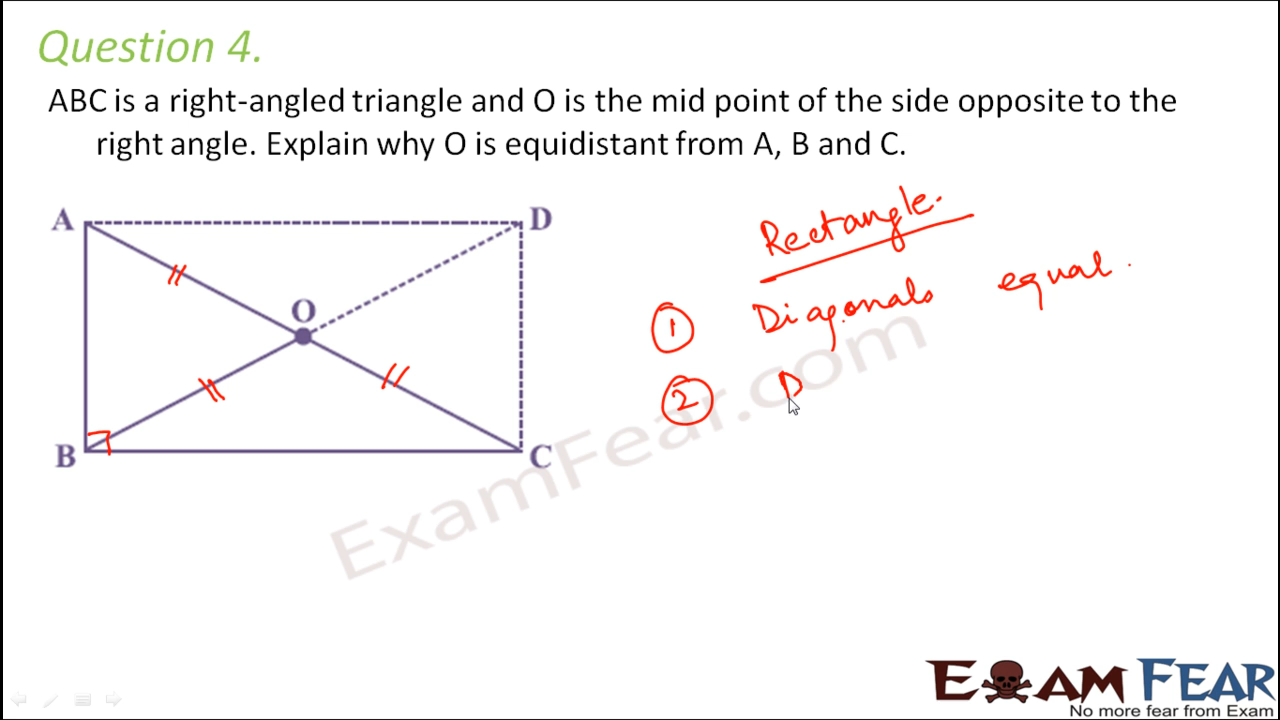 Question 4.
ABC is a right-angled triangle and O is the mid point of the side opposite to the
right angle. Explain why O is equidistant from A, B and C.
A
D
Rectangle.
O
1 Diagonals equal.
2 D
B
C
ExamFear.com
EXAM FEAR
No more fear from Exam